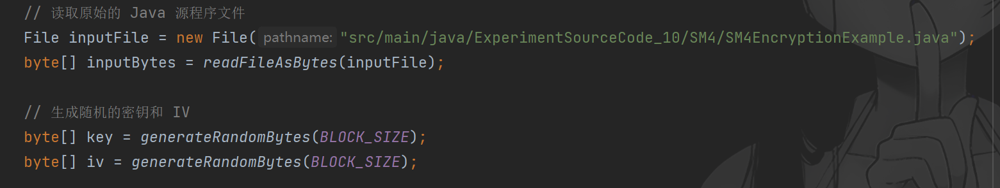 // 读取原始的 Java 源程序文件
File inputFile = new File( pathname: "src/main/java/ExperimentSourceCode_10/SM4/SM4EncryptionExample.java");
byte[] inputBytes = readFileAsBytes(inputFile);
// 生成随机的密钥和 IV
byte[] key = generateRandomBytes(BLOCK_SIZE);
byte[] iv = generateRandomBytes(BLOCK_SIZE);